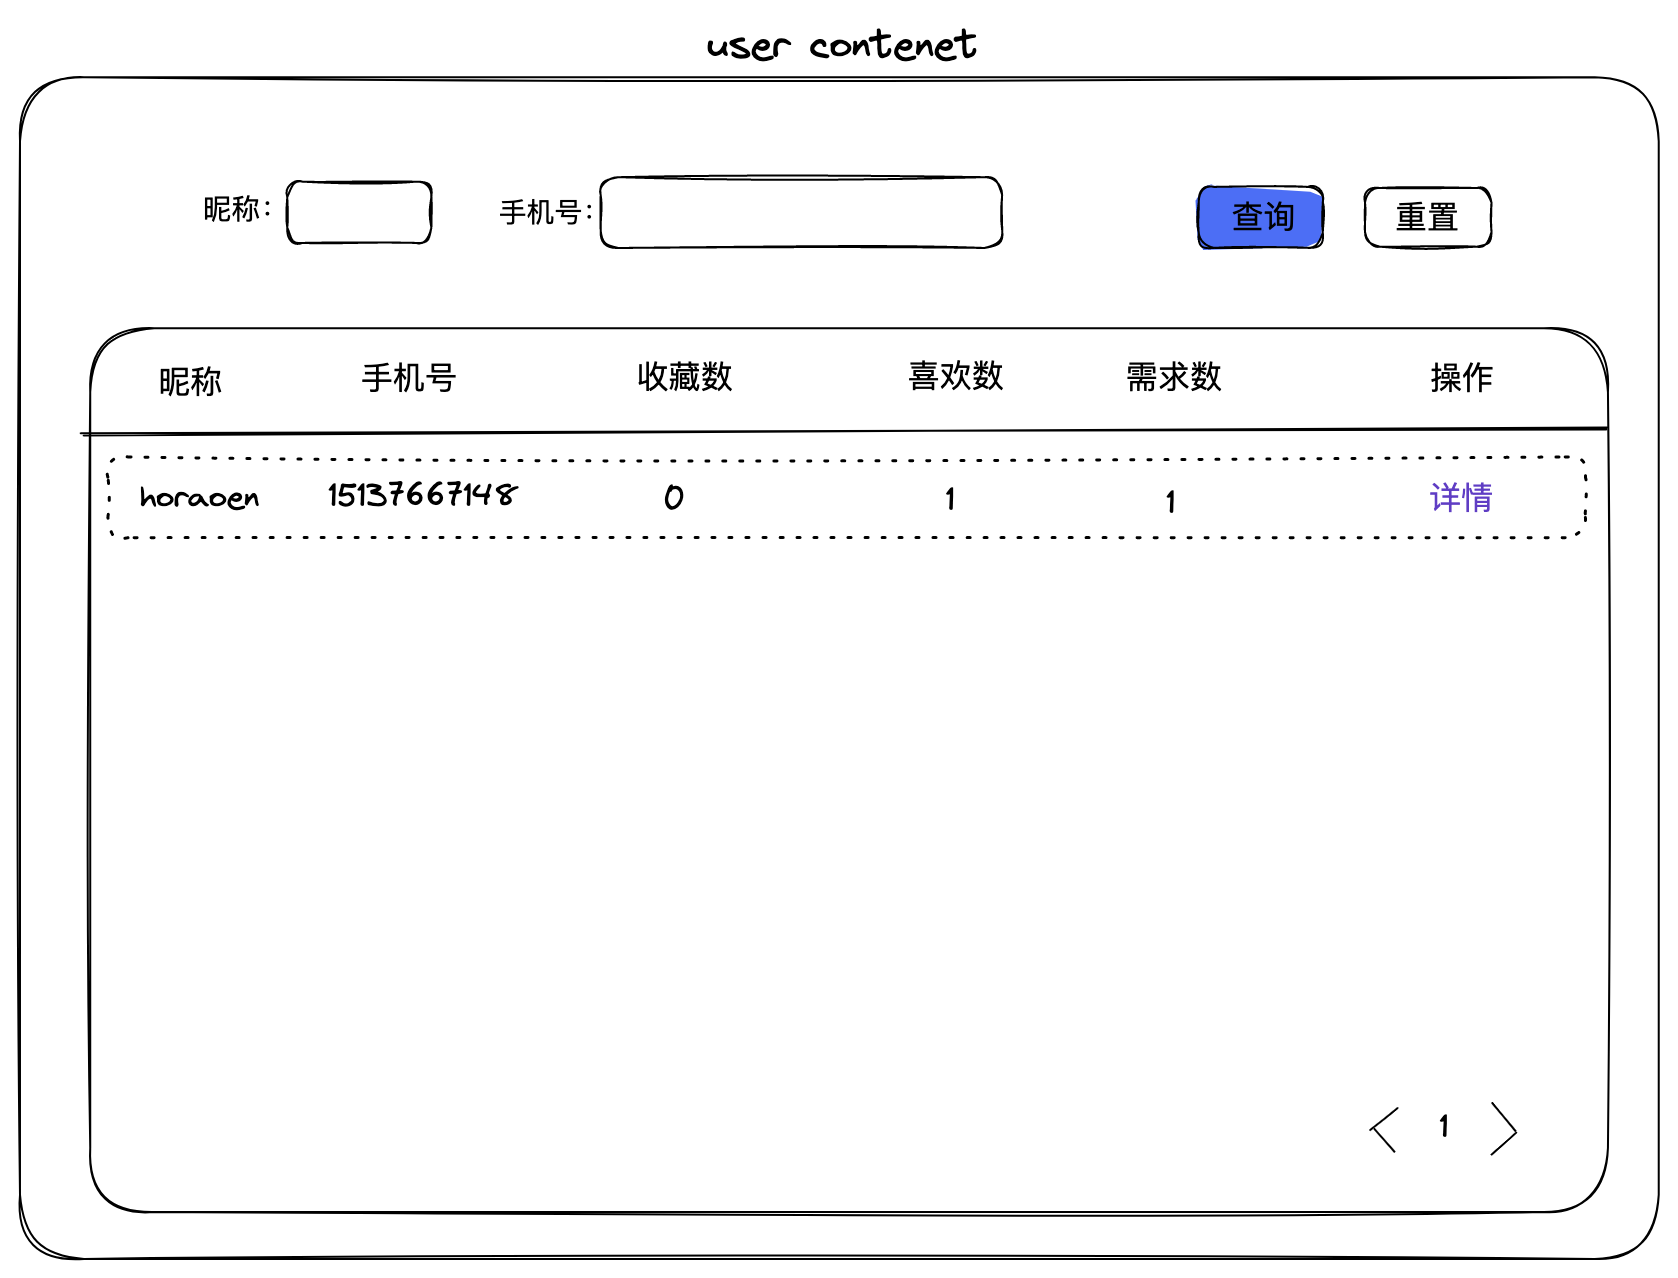 user contenet
昵称： 手机号： 查询 重置
昵称 手机号 收藏数 喜欢数 需求数 操作
horaoen 15137667148 0 1 1 详情
1